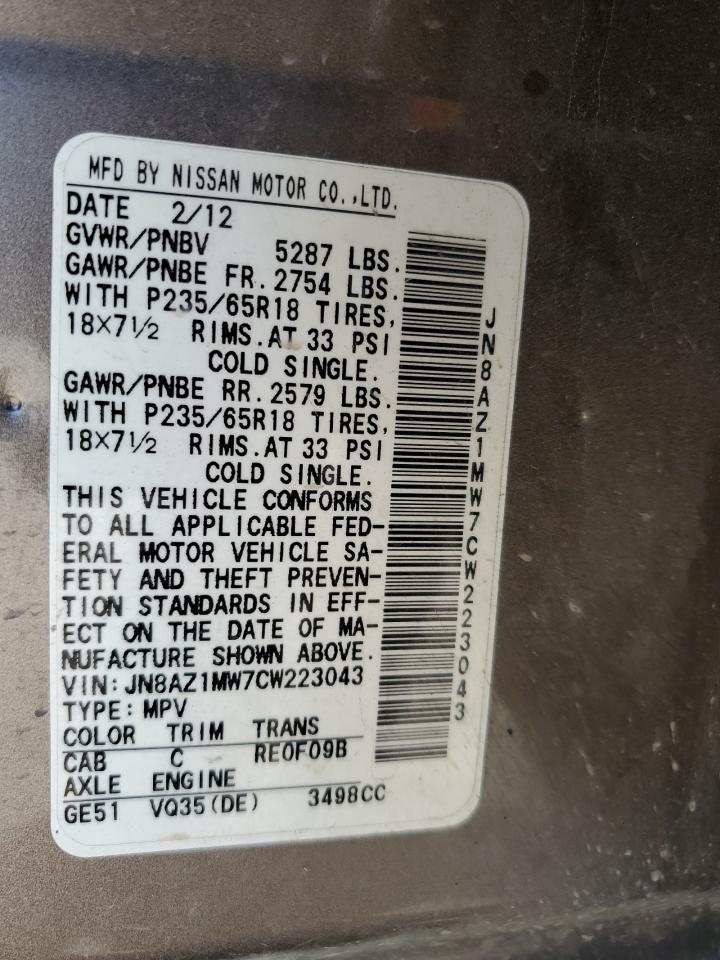 MFD BY NISSAN MOTOR CO.,LTD.
DATE 2/12
GVWR/PNBV 5287 LBS.
GAWR/PNBE FR. 2754 LBS.
WITH P235/65R18 TIRES,
18×7½ RIMS. AT 33 PSI
COLD SINGLE.
GAWR/PNBE RR. 2579 LBS.
WITH P235/65R18 TIRES,
18×7½ RIMS. AT 33 PSI
COLD SINGLE.
THIS VEHICLE CONFORMS
TO ALL APPLICABLE FED-
ERAL MOTOR VEHICLE SA-
FETY AND THEFT PREVEN-
TION STANDARDS IN EFF-
ECT ON THE DATE OF MA-
NUFACTURE SHOWN ABOVE.
VIN: JN8AZ1MW7CW223043
TYPE: MPV
COLOR TRIM TRANS
CAB C RE0F09B
AXLE ENGINE
GE51 VQ35(DE) 3498CC
JN8AZ1MW7CW223043